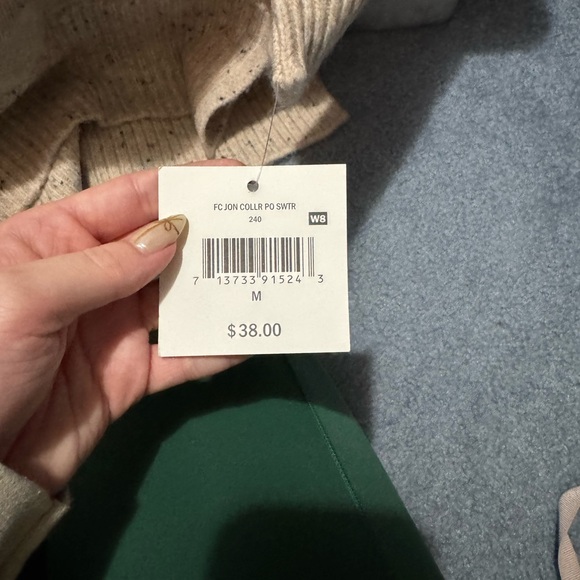 FC JON COLLR PO SWTR
240
W8
7 13733 91524 3
M
$38.00